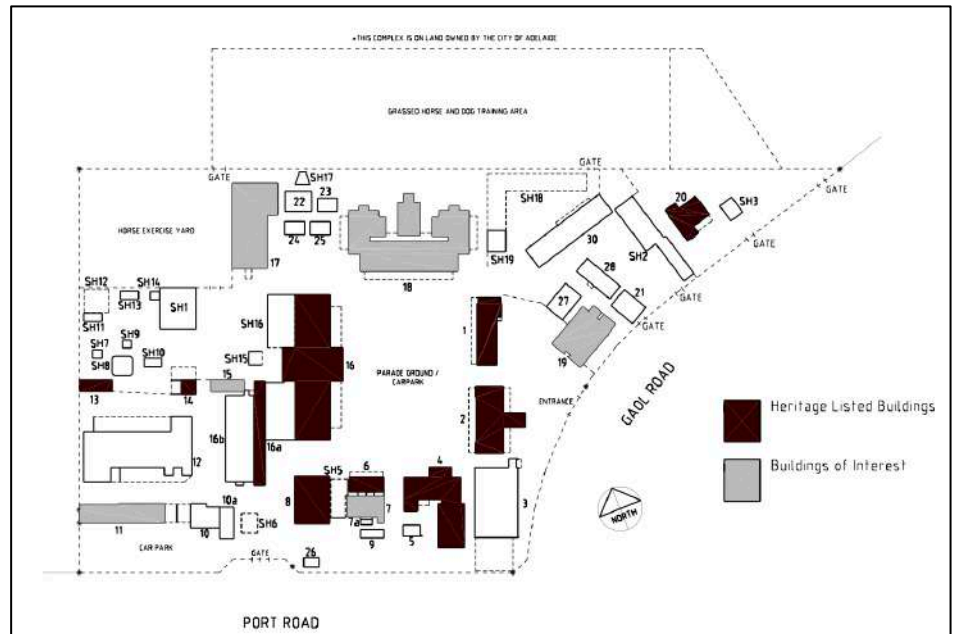 *THIS COMPLEX IS ON LAND OWNED BY THE CITY OF ADELAIDE
GRASSED HORSE AND DOG TRAINING AREA
GATE
GATE
GATE
SH17
22
23
24
25
17
18
SH18
SH19
30
20
SH3
SH2
GATE
28
27
21
GATE
GATE
19
HORSE EXERCISE YARD
SH12
SH14
SH13
SH1
SH11
SH9
SH7
SH8
SH10
SH16
SH15
16
1
PARADE GROUND /
CARPARK
ENTRANCE
GAOL ROAD
13
14
15
16b
16a
12
2
Heritage Listed Buildings
Buildings of Interest
SH5
6
4
8
7
7a
9
5
3
10a
11
10
SH6
CAR PARK
GATE
26
NORTH
PORT ROAD